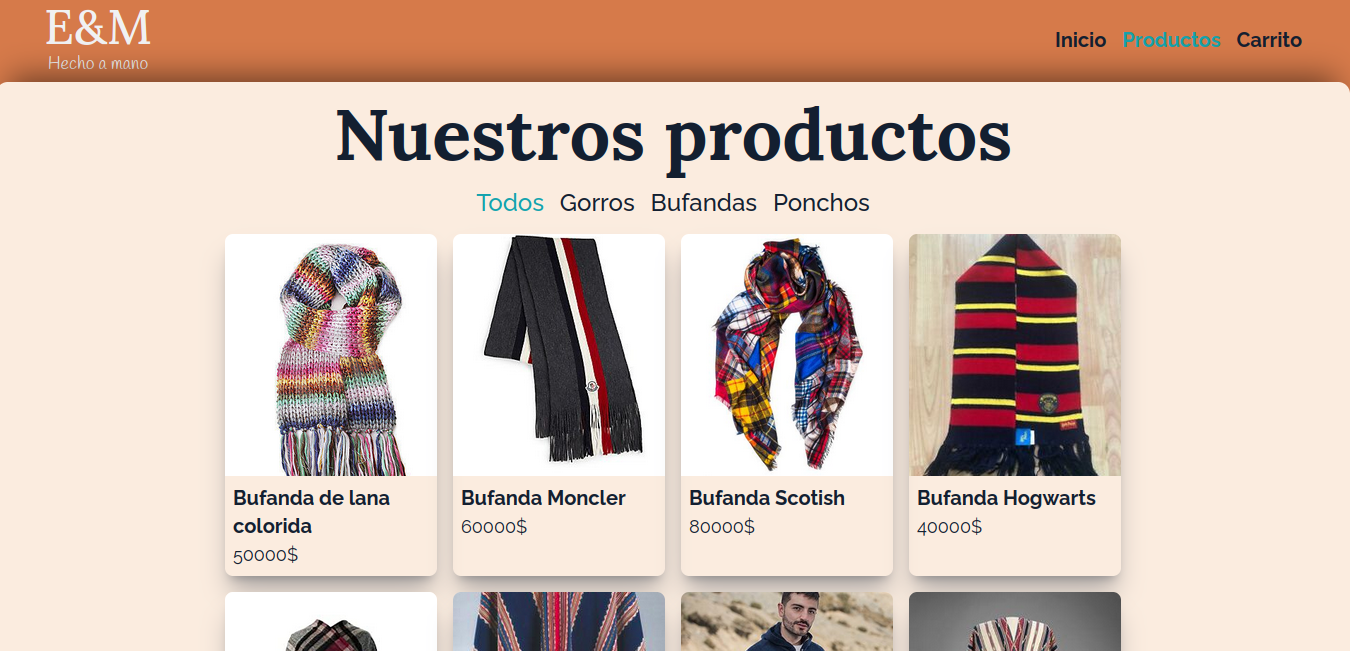 E&M
Hecho a mano
Inicio Productos Carrito
Nuestros productos
Todos Gorros Bufandas Ponchos
Bufanda de lana
colorida
50000$
Bufanda Moncler
60000$
Bufanda Scotish
80000$
Bufanda Hogwarts
40000$